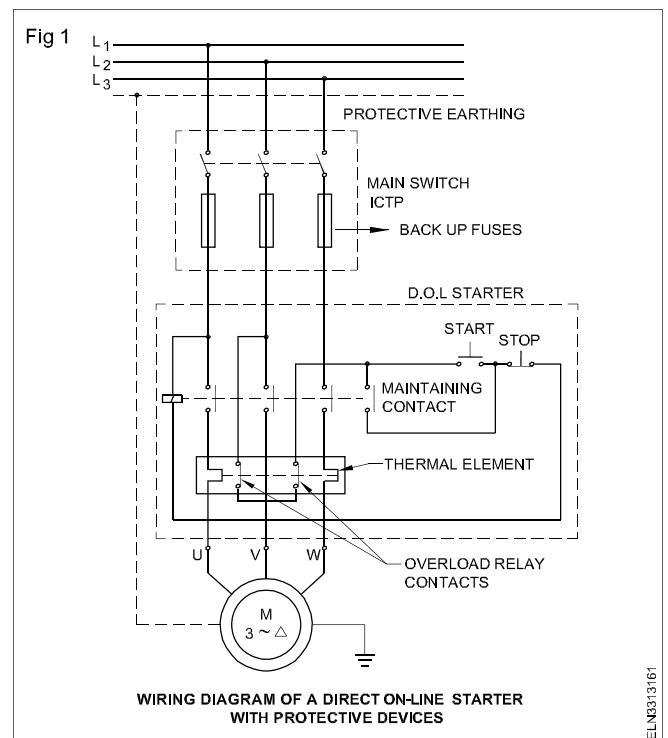 Fig 1
L1
L2
L3
PROTECTIVE EARTHING
MAIN SWITCH
ICTP
BACK UP FUSES
D.O.L STARTER
START
STOP
MAINTAINING
CONTACT
THERMAL ELEMENT
U V W
OVERLOAD RELAY
CONTACTS
M
3 ~ △
WIRING DIAGRAM OF A DIRECT ON-LINE STARTER
WITH PROTECTIVE DEVICES
ELN3313161